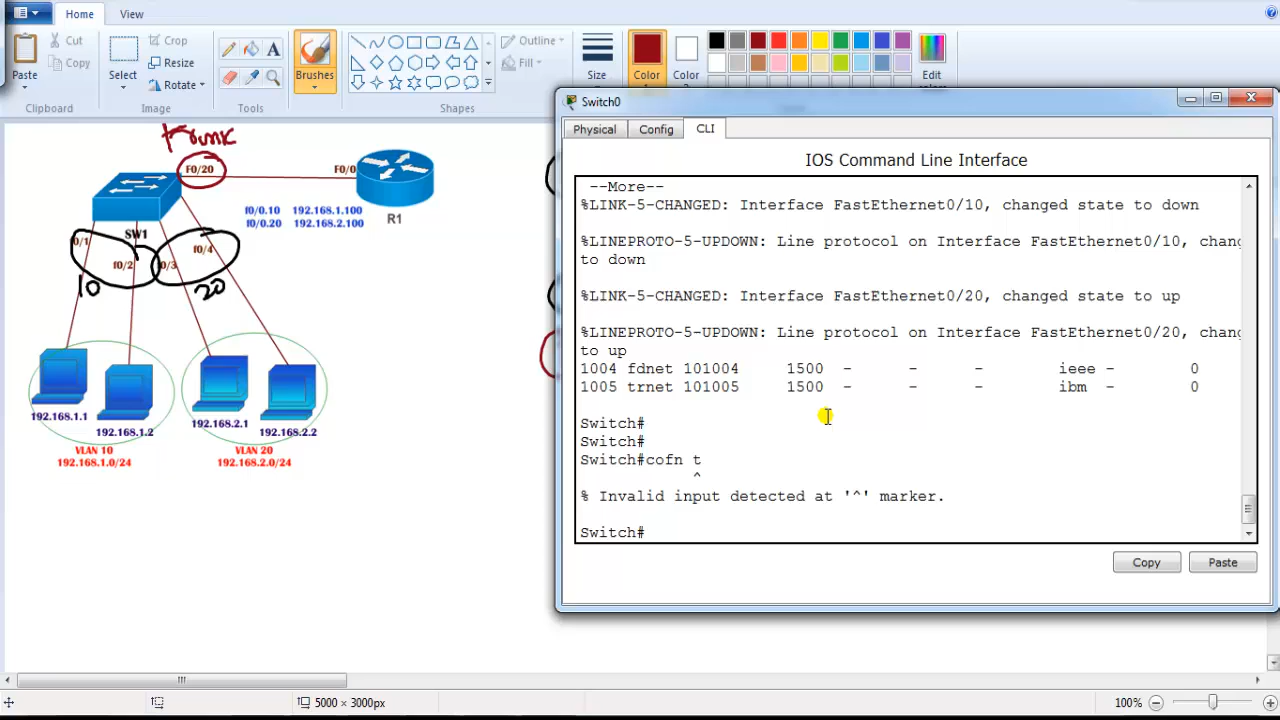 Home
View
Paste
Cut
Copy
Clipboard
Select
Crop
Resize
Rotate
Image
A
Tools
Brushes
Outline
Fill
Shapes
Size
Color
Color
Edit
trunk
F0/20
F0/0
f0/0.10 192.168.1.100
f0/0.20 192.168.2.100
R1
SW1
0/1
f0/2
0/3
f0/4
10
20
192.168.1.1
192.168.1.2
192.168.2.1
192.168.2.2
VLAN 10
192.168.1.0/24
VLAN 20
192.168.2.0/24
Switch0
Physical
Config
CLI
IOS Command Line Interface
--More--
%LINK-5-CHANGED: Interface FastEthernet0/10, changed state to down
%LINEPROTO-5-UPDOWN: Line protocol on Interface FastEthernet0/10, chang
to down
%LINK-5-CHANGED: Interface FastEthernet0/20, changed state to up
%LINEPROTO-5-UPDOWN: Line protocol on Interface FastEthernet0/20, chang
to up
1004 fdnet 101004 1500 - - - ieee - 0
1005 trnet 101005 1500 - - - ibm - 0
Switch#
Switch#
Switch#cofn t
^
% Invalid input detected at '^' marker.
Switch#
Copy
Paste
5000 × 3000px
100%